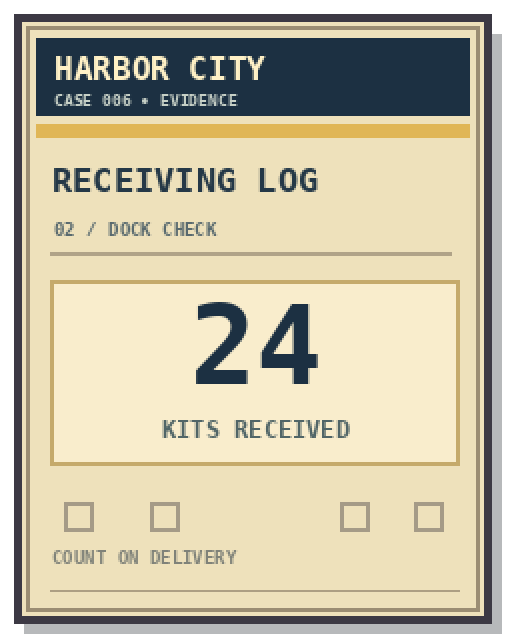 HARBOR CITY
CASE 006 • EVIDENCE
RECEIVING LOG
02 / DOCK CHECK
24
KITS RECEIVED
COUNT ON DELIVERY